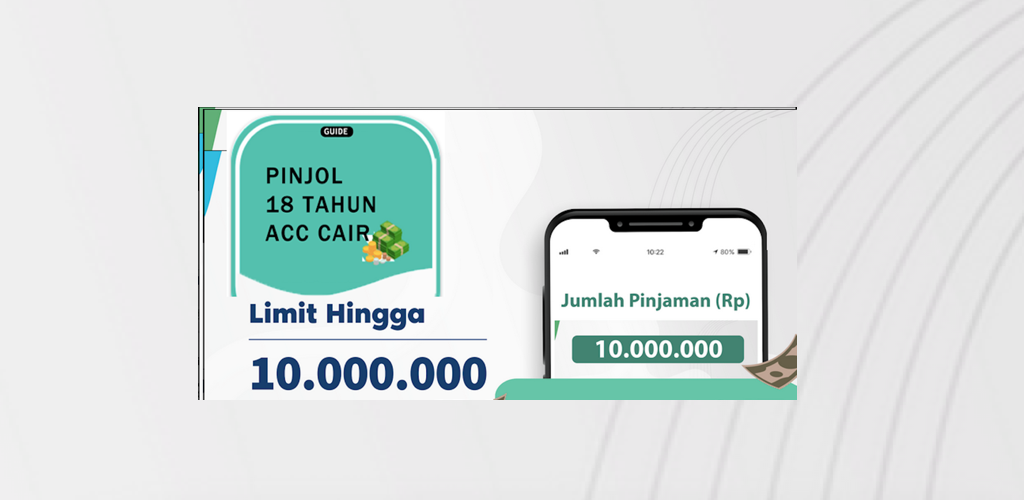 GUIDE
PINJOL
18 TAHUN
ACC CAIR
Limit Hingga
10.000.000
10:22
80%
Jumlah Pinjaman (Rp)
10.000.000